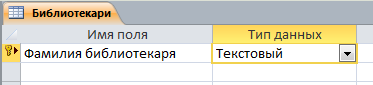 Библиотекари
Имя поля Тип данных
Фамилия библиотекаря Текстовый